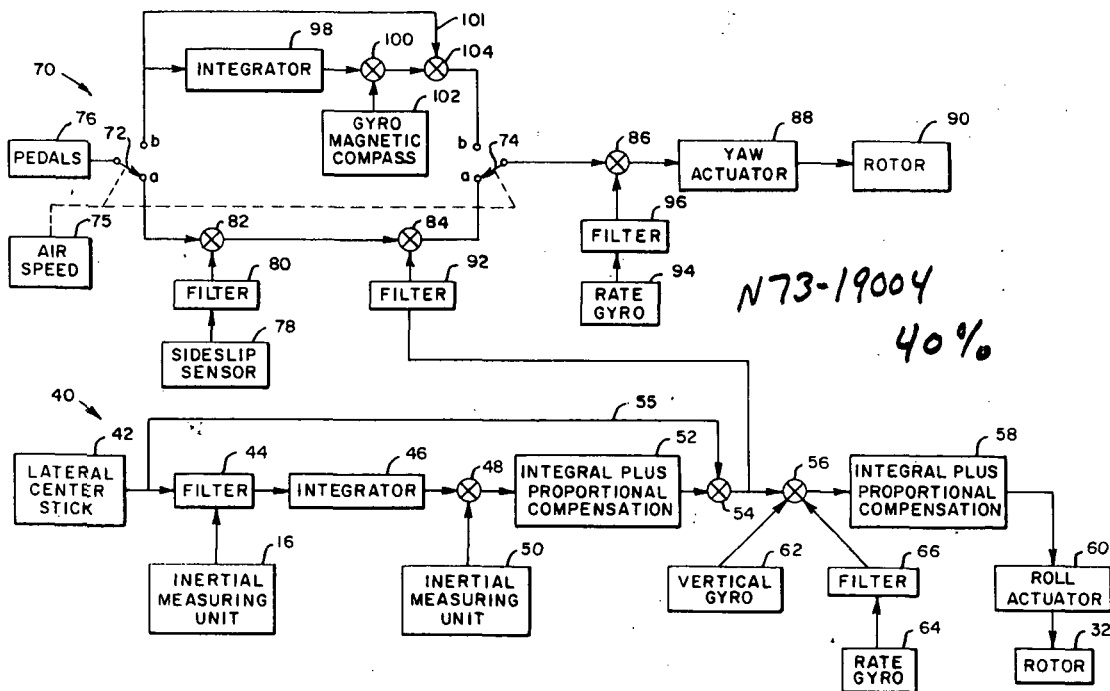 98
100
101
104
INTEGRATOR
102
GYRO
MAGNETIC
COMPASS
70
76
PEDALS
72
b
a
b
74
a
86
88
YAW
ACTUATOR
90
ROTOR
75
AIR
SPEED
82
84
96
FILTER
80
FILTER
92
FILTER
94
RATE
GYRO
78
SIDESLIP
SENSOR
N73-19004
40%
40
42
LATERAL
CENTER
STICK
44
FILTER
46
INTEGRATOR
48
55
52
INTEGRAL PLUS
PROPORTIONAL
COMPENSATION
54
56
58
INTEGRAL PLUS
PROPORTIONAL
COMPENSATION
16
INERTIAL
MEASURING
UNIT
50
INERTIAL
MEASURING
UNIT
62
VERTICAL
GYRO
66
FILTER
60
ROLL
ACTUATOR
64
RATE
GYRO
32
ROTOR